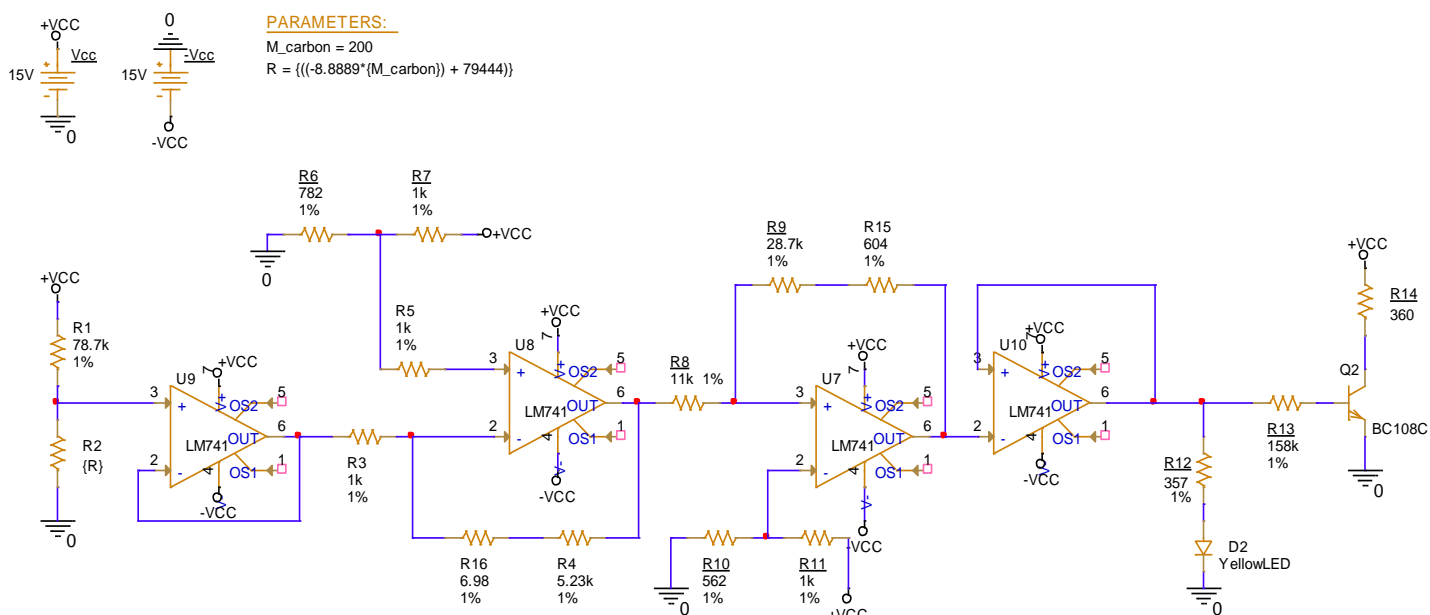 0
PARAMETERS:
+VCC
M_carbon = 200
Vcc
-Vcc
R = {((-8.8889*{M_carbon}) + 79444)}
15V
15V
0
-VCC
R6
782
1%
R7
1k
1%
+VCC
0
R9
28.7k
1%
R15
604
1%
+VCC
R14
360
+VCC
R1
78.7k
1%
R2
{R}
0
R5
1k
1%
U9
+VCC
3
2
7
4
5
6
1
+
-
V+
V-
OS2
OUT
OS1
LM741
-VCC
R3
1k
1%
U8
+VCC
3
2
7
4
5
6
1
+
-
V+
V-
OS2
OUT
OS1
LM741
-VCC
R16
6.98
1%
R4
5.23k
1%
R8
11k 1%
U7
+VCC
3
2
7
4
5
6
1
+
-
V+
V-
OS2
OUT
OS1
LM741
-VCC
R10
562
1%
R11
1k
1%
0
+VCC
U10
+VCC
3
2
7
4
5
6
1
+
-
V+
V-
OS2
OUT
OS1
LM741
-VCC
R12
357
1%
R13
158k
1%
Q2
BC108C
0
D2
YellowLED
0